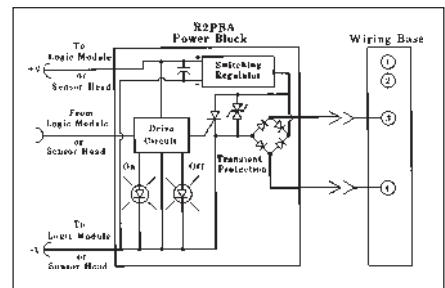 R2PBA
Power Block
Wiring Base
To
Logic Module
or
Sensor Head
+V
Switching
Regulator
1
2
From
Logic Module
or
Sensor Head
Drive
Circuit
3
Transient
Protection
On
Off
4
To
Logic Module
or
Sensor Head